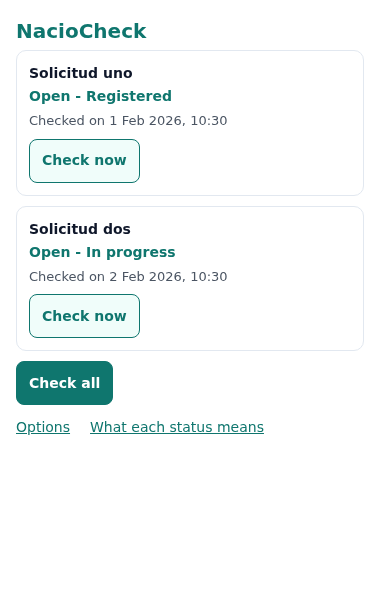 NacioCheck
Solicitud uno
Open - Registered
Checked on 1 Feb 2026, 10:30
Check now
Solicitud dos
Open - In progress
Checked on 2 Feb 2026, 10:30
Check now
Check all
Options What each status means